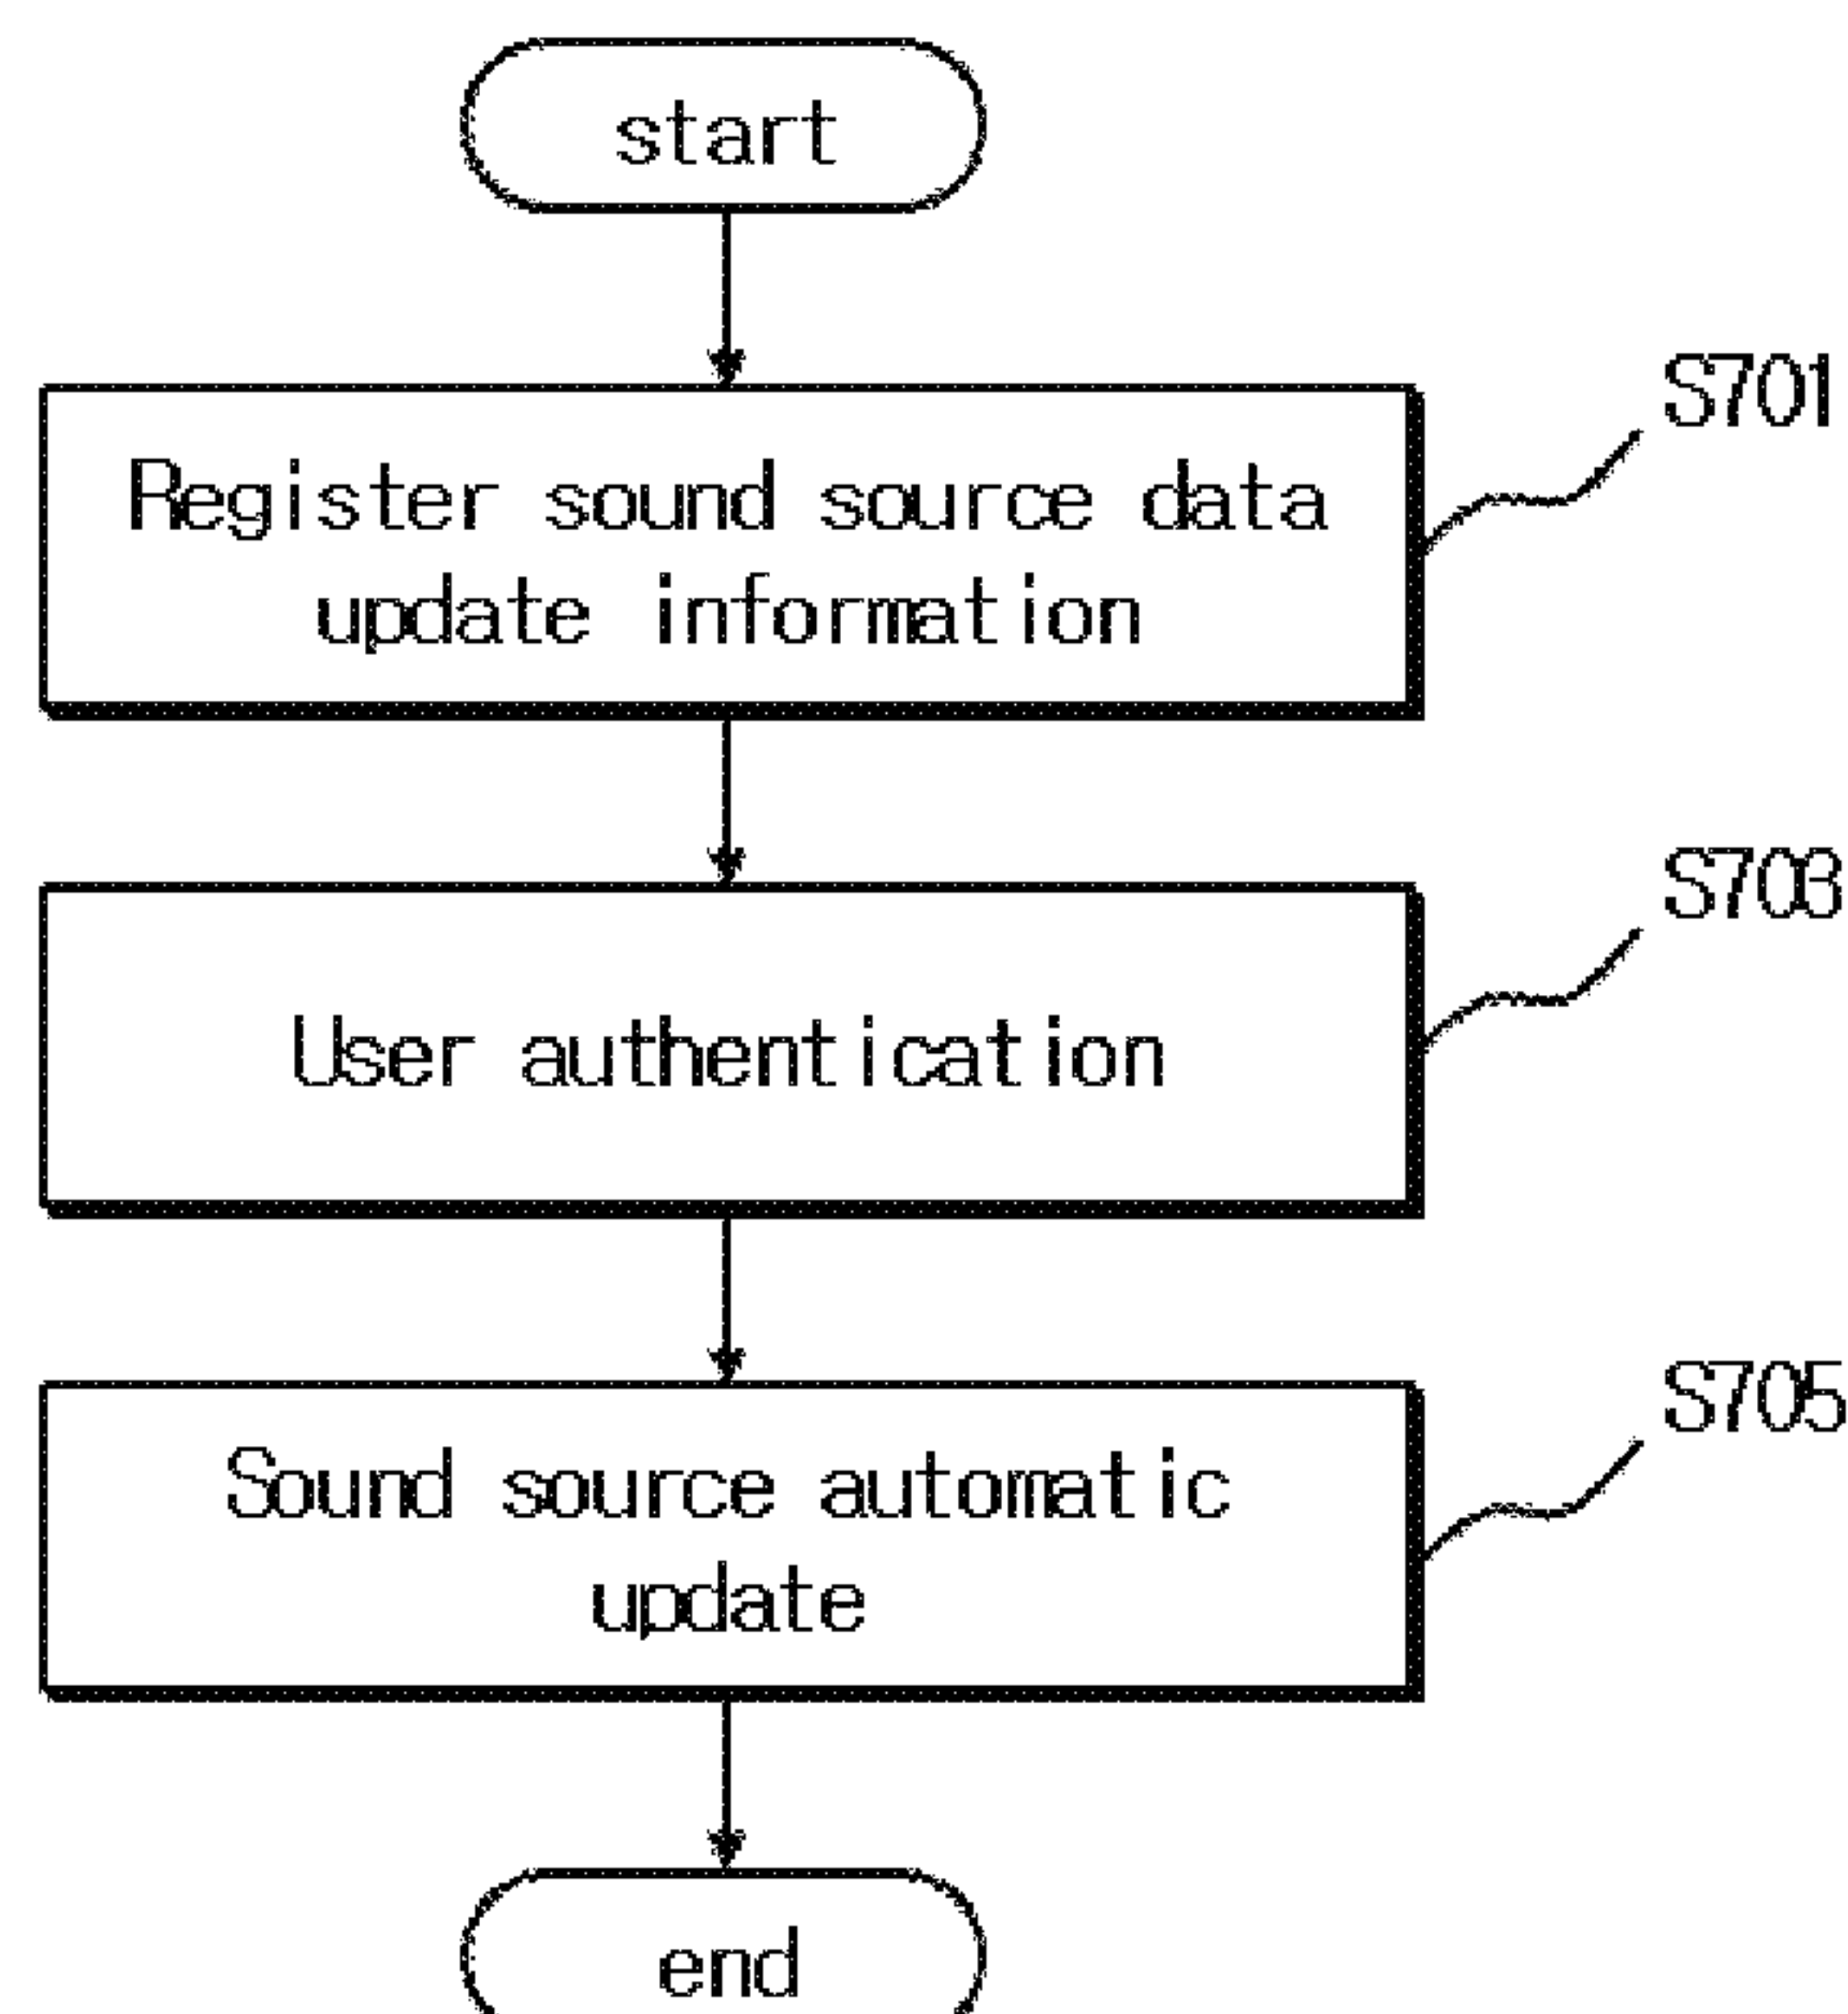 start
S701
Register sound source data
update information
S703
User authentication
S705
Sound source automatic
update
end